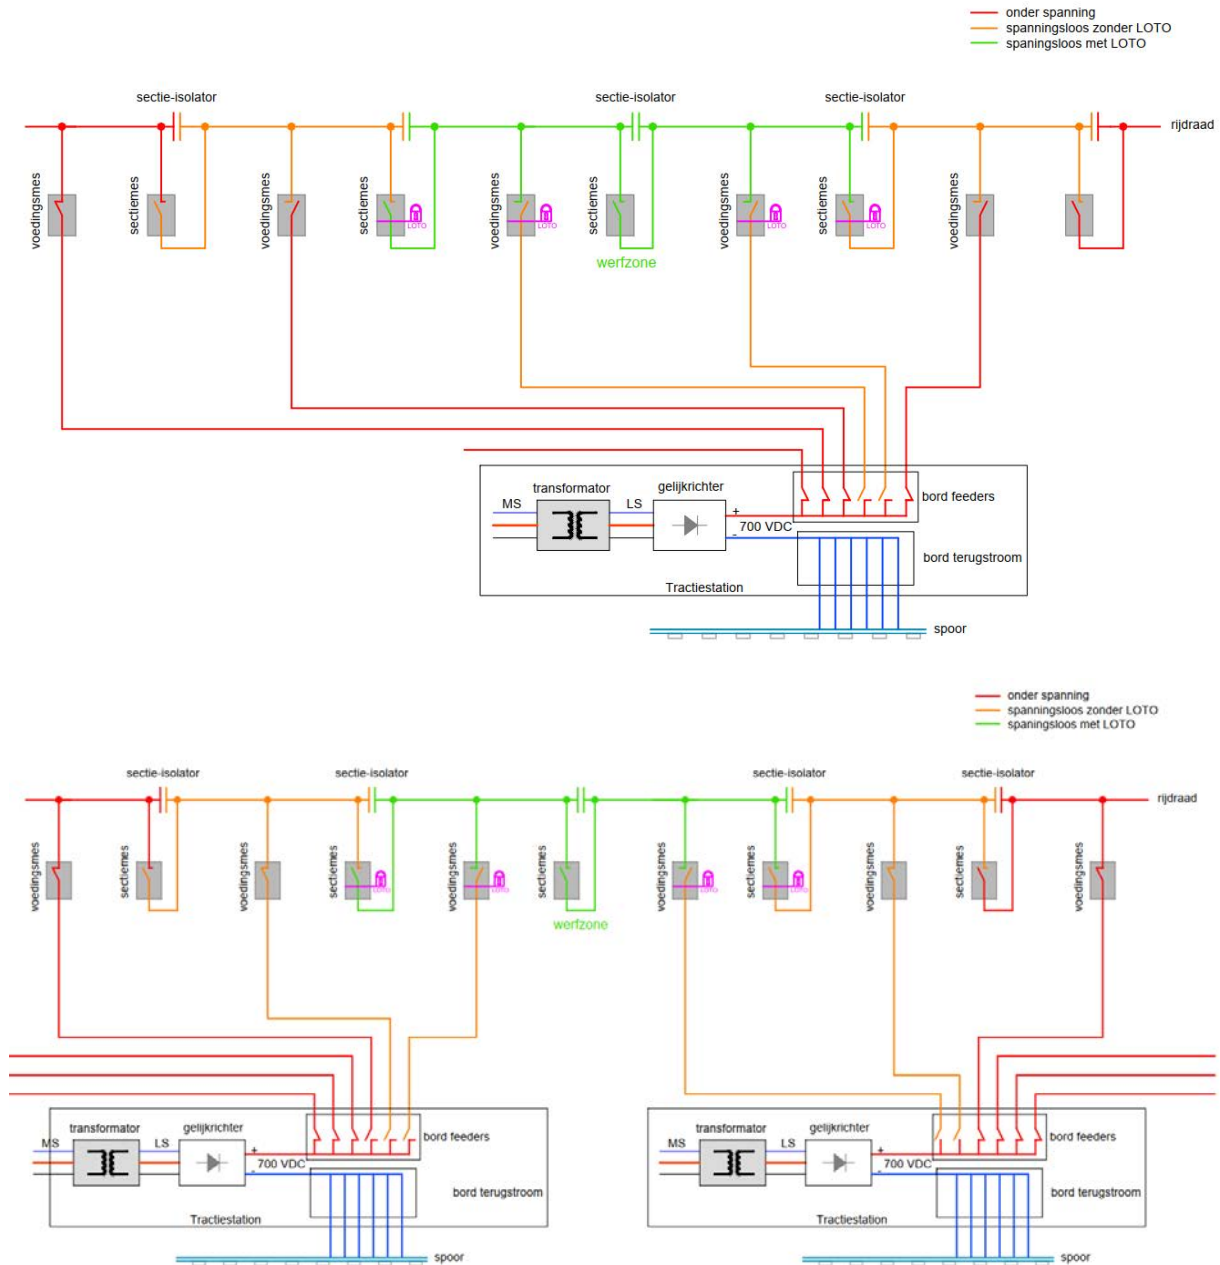 onder spanning
spanningsloos zonder LOTO
spaningsloos met LOTO
sectie-isolator
sectie-isolator
sectie-isolator
rijdraad
voedingsmes
sectiemes
voedingsmes
sectiemes
LOTO
voedingsmes
LOTO
sectiemes
voedingsmes
LOTO
sectiemes
LOTO
voedingsmes
werfzone
transformator
gelijkrichter
MS
LS
+
bord feeders
700 VDC
-
bord terugstroom
Tractiestation
spoor
onder spanning
spanningsloos zonder LOTO
spaningsloos met LOTO
sectie-isolator
sectie-isolator
sectie-isolator
sectie-isolator
rijdraad
voedingsmes
sectiemes
voedingsmes
sectiemes
LOTO
voedingsmes
LOTO
sectiemes
voedingsmes
LOTO
sectiemes
LOTO
voedingsmes
sectiemes
voedingsmes
werfzone
transformator
gelijkrichter
MS
LS
+
bord feeders
700 VDC
-
bord terugstroom
Tractiestation
spoor
transformator
gelijkrichter
MS
LS
+
bord feeders
700 VDC
-
bord terugstroom
Tractiestation
spoor